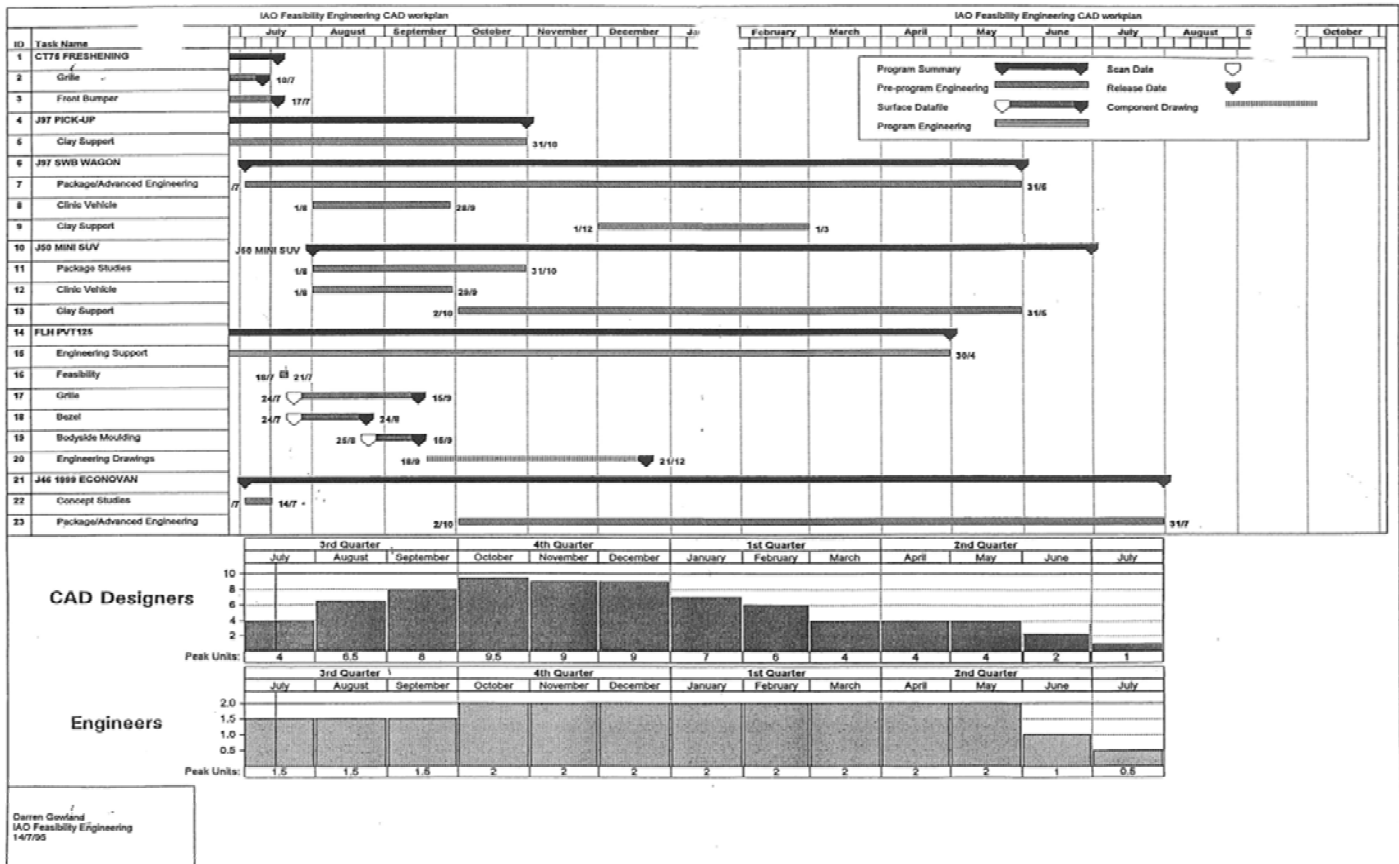 IAO Feasibility Engineering CAD workplan
IAO Feasibility Engineering CAD workplan
July August September October November December February March April May June July August October
ID Task Name
Program Summary Scan Date
Pre-program Engineering Release Date
Surface Datafile Component Drawing
Program Engineering
1 CT75 FRESHENING
2 Grille 10/7
3 Front Bumper 17/7
4 J97 PICK-UP
5 Clay Support 31/10
6 J97 SWB WAGON
7 Package/Advanced Engineering /7 31/5
8 Clinic Vehicle 1/8 28/9
9 Clay Support 1/12 1/3
10 J50 MINI SUV J50 MINI SUV
11 Package Studies 1/8 31/10
12 Clinic Vehicle 1/8 28/9
13 Clay Support 2/10 31/5
14 FLH PVT125
15 Engineering Support 30/4
16 Feasibility 18/7 21/7
17 Grille 24/7 15/9
18 Bezel 24/7 24/8
19 Bodyside Moulding 25/8 15/9
20 Engineering Drawings 18/9 21/12
21 J46 1999 ECONOVAN
22 Concept Studies /7 14/7
23 Package/Advanced Engineering 2/10 31/7
3rd Quarter 4th Quarter 1st Quarter 2nd Quarter
July August September October November December January February March April May June July
CAD Designers
10
8
6
4
2
Peak Units: 4 6.5 8 9.5 9 9 7 6 4 4 4 2 1
3rd Quarter 4th Quarter 1st Quarter 2nd Quarter
July August September October November December January February March April May June July
Engineers
2.0
1.5
1.0
0.5
Peak Units: 1.5 1.5 1.5 2 2 2 2 2 2 2 2 1 0.5
Darren Gowland
IAO Feasibility Engineering
14/7/95